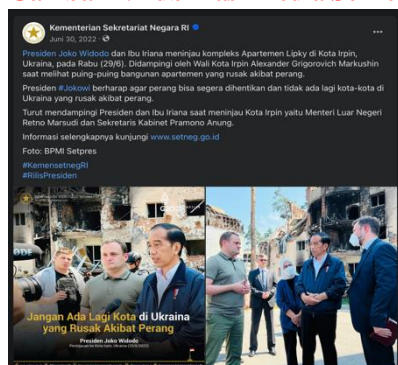 Kementerian Sekretariat Negara RI
Juni 30, 2022 ·
Presiden Joko Widodo dan Ibu Iriana meninjau kompleks Apartemen Lipky di Kota Irpin,
Ukraina, pada Rabu (29/6). Didampingi oleh Wali Kota Irpin Alexander Grigorovich Markushin
saat melihat puing-puing bangunan apartemen yang rusak akibat perang.
Presiden #Jokowi berharap agar perang bisa segera dihentikan dan tidak ada lagi kota-kota di
Ukraina yang rusak akibat perang.
Turut mendampingi Presiden dan Ibu Iriana saat meninjau Kota Irpin yaitu Menteri Luar Negeri
Retno Marsudi dan Sekretaris Kabinet Pramono Anung.
Informasi selengkapnya kunjungi www.setneg.go.id
Foto: BPMI Setpres
#KemensetnegRI
#RilisPresiden
Jangan Ada Lagi Kota di Ukraina
yang Rusak Akibat Perang
Presiden Joko Widodo